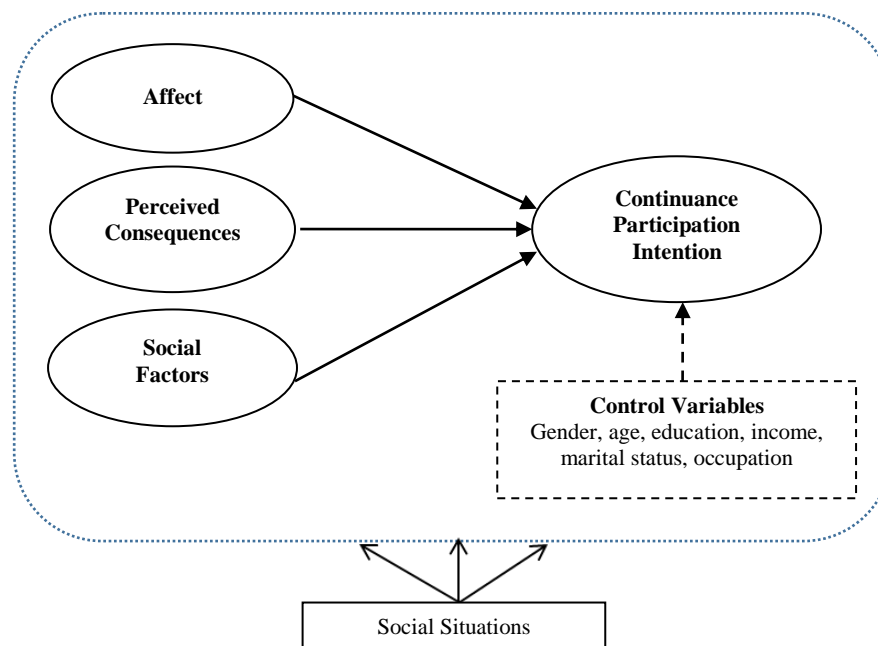 Affect
Perceived
Consequences
Social
Factors
Continuance
Participation
Intention
Control Variables
Gender, age, education, income,
marital status, occupation
Social Situations